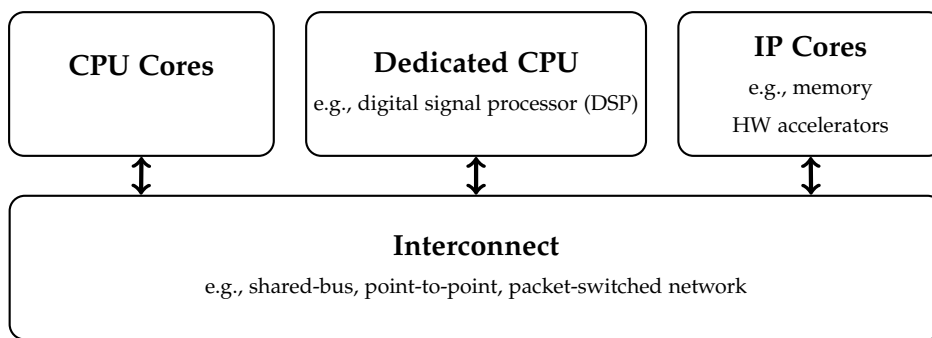 CPU Cores
Dedicated CPU
e.g., digital signal processor (DSP)
IP Cores
e.g., memory
HW accelerators
Interconnect
e.g., shared-bus, point-to-point, packet-switched network